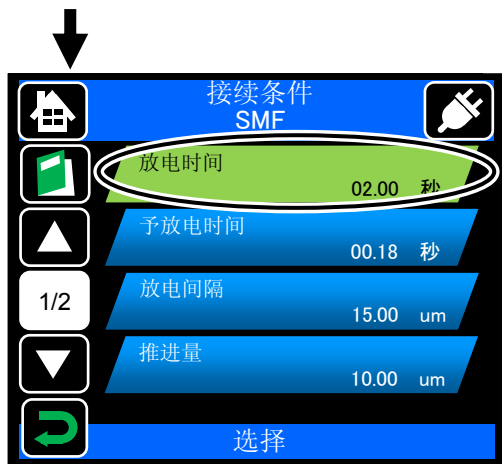 接续条件
SMF
放电时间
02.00 秒
予放电时间
00.18 秒
1/2
放电间隔
15.00 um
推进量
10.00 um
选择